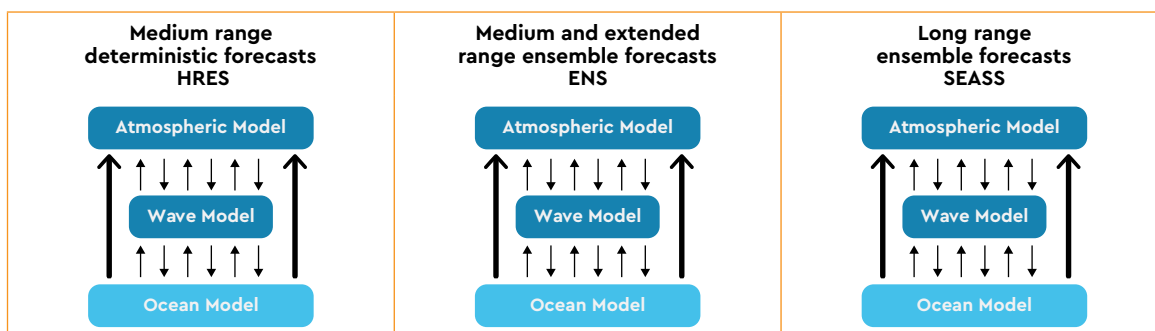 Medium range
deterministic forecasts
HRES
Atmospheric Model
Wave Model
Ocean Model
Medium and extended
range ensemble forecasts
ENS
Atmospheric Model
Wave Model
Ocean Model
Long range
ensemble forecasts
SEASS
Atmospheric Model
Wave Model
Ocean Model